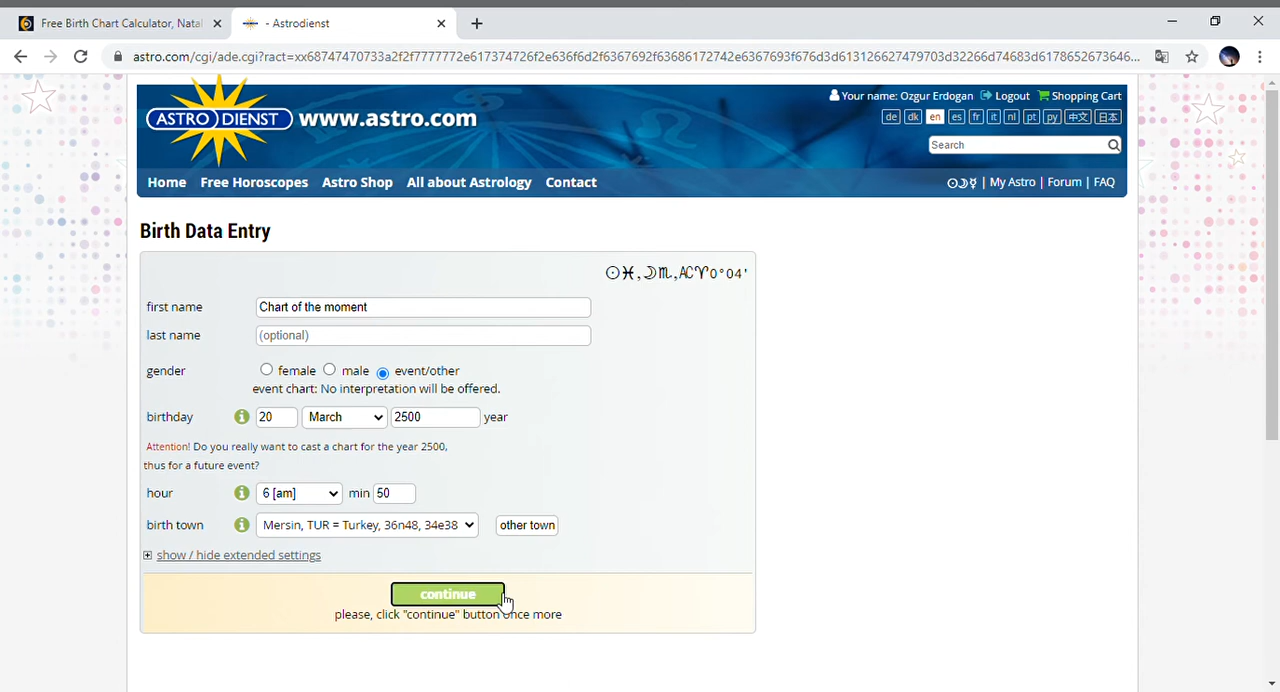 Free Birth Chart Calculator, Natal
- Astrodienst
astro.com/cgi/ade.cgi?ract=xx68747470733a2f2f7777772e617374726f2e636f6d2f6367692f63686172742e6367693f676d3d613126627479703d32266d74683d6178652673646...
ASTRO DIENST
www.astro.com
Your name: Ozgur Erdogan Logout Shopping Cart
de dk en es fr it nl pt ру 中文 日本
Search
Home Free Horoscopes Astro Shop All about Astrology Contact
☉☽☿ | My Astro | Forum | FAQ
Birth Data Entry
☉♓,☽♏,AC♈0°04'
first name Chart of the moment
last name (optional)
gender female male event/other
event chart: No interpretation will be offered.
birthday i 20 March 2500 year
Attention! Do you really want to cast a chart for the year 2500,
thus for a future event?
hour i 6 [am] min 50
birth town i Mersin, TUR = Turkey, 36n48, 34e38 other town
show / hide extended settings
continue
please, click "continue" button once more